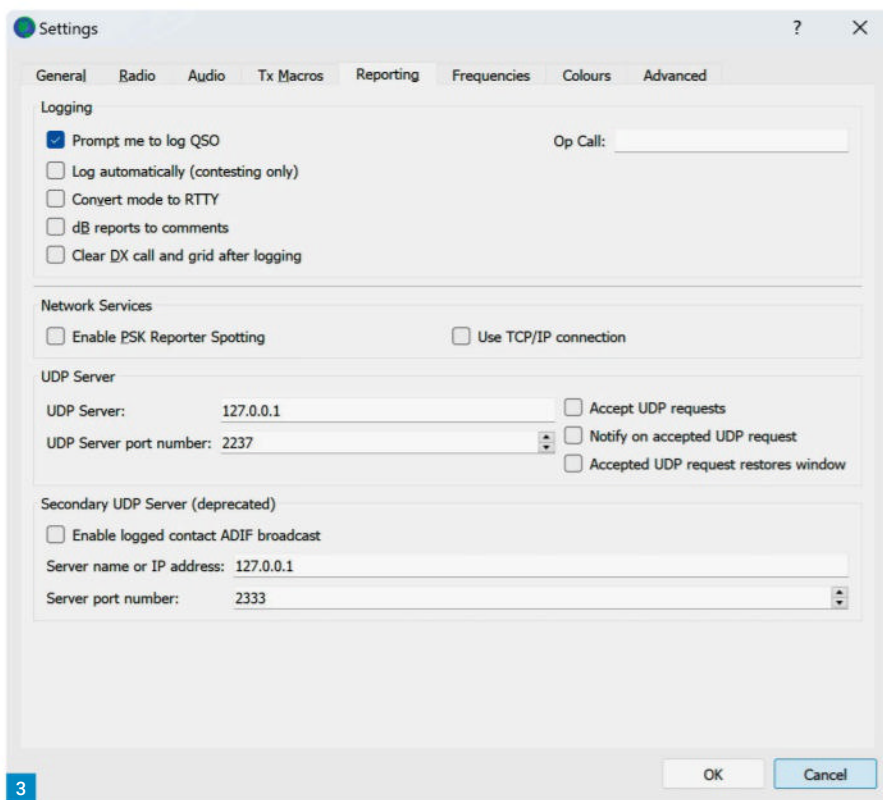 Settings ?
General Radio Audio Tx Macros Reporting Frequencies Colours Advanced
Logging
Prompt me to log QSO Op Call:
Log automatically (contesting only)
Convert mode to RTTY
dB reports to comments
Clear DX call and grid after logging
Network Services
Enable PSK Reporter Spotting Use TCP/IP connection
UDP Server
UDP Server: 127.0.0.1 Accept UDP requests
UDP Server port number: 2237 Notify on accepted UDP request
Accepted UDP request restores window
Secondary UDP Server (deprecated)
Enable logged contact ADIF broadcast
Server name or IP address: 127.0.0.1
Server port number: 2333
OK Cancel
3